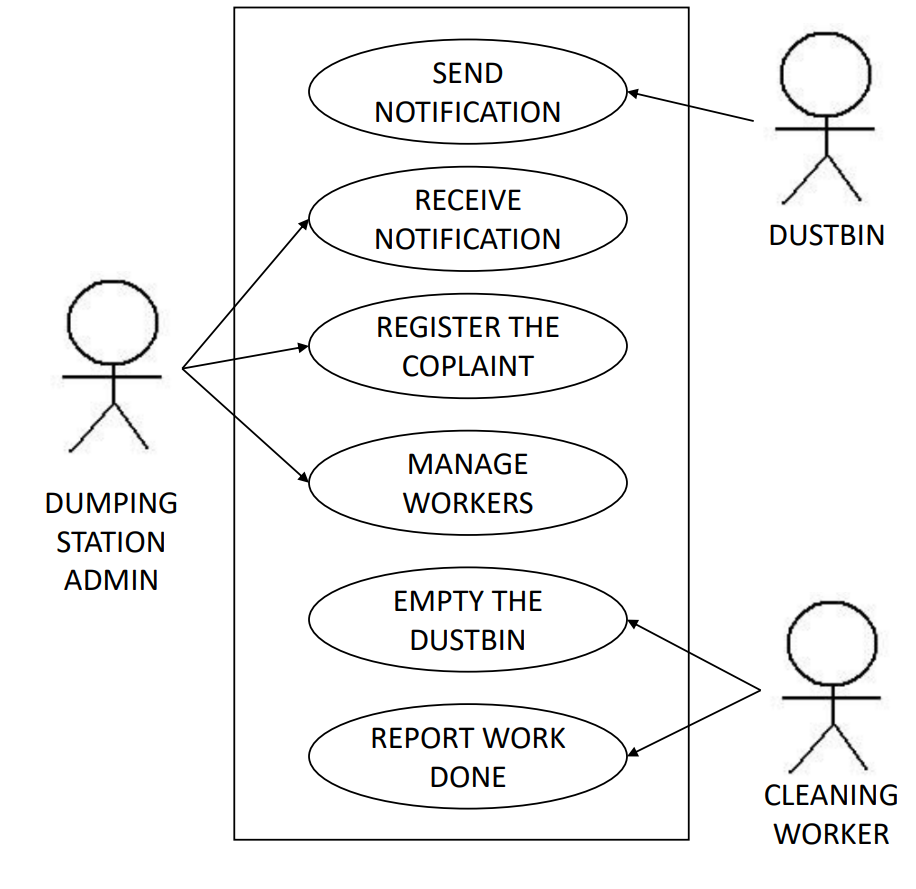 SEND
NOTIFICATION
RECEIVE
NOTIFICATION
DUSTBIN
REGISTER THE
COPLAINT
MANAGE
WORKERS
DUMPING
STATION
ADMIN
EMPTY THE
DUSTBIN
REPORT WORK
DONE
CLEANING
WORKER